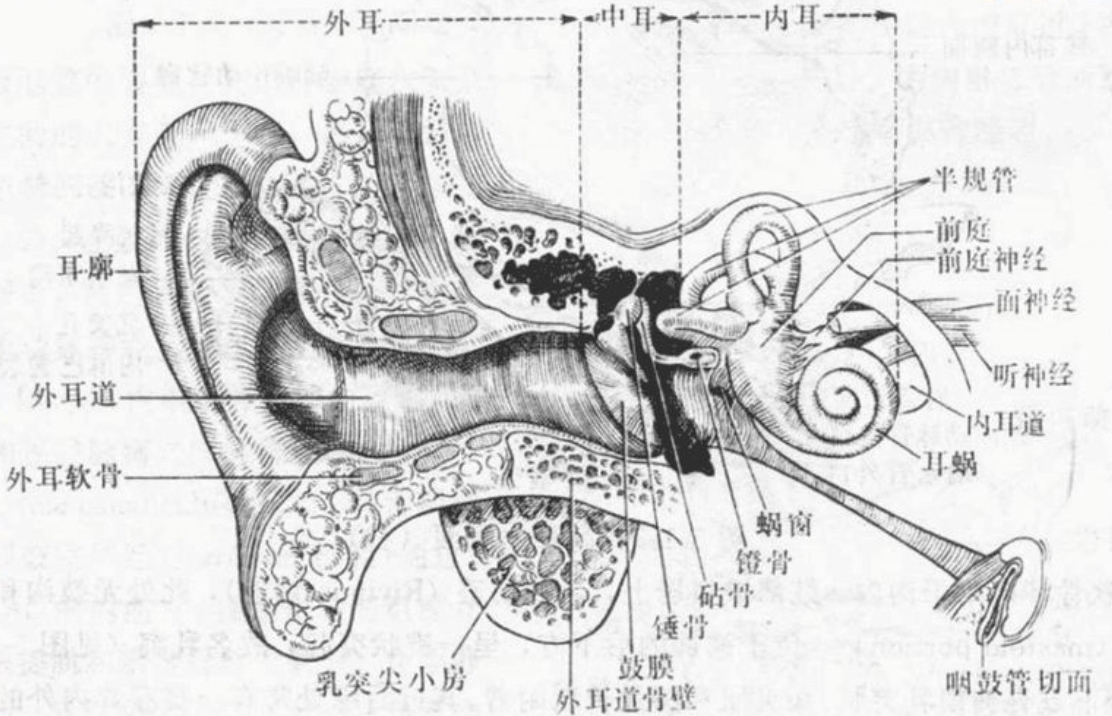 外耳
中耳
内耳
半规管
前庭
前庭神经
面神经
听神经
内耳道
耳蜗
耳廓
外耳道
外耳软骨
蜗窗
镫骨
砧骨
锤骨
鼓膜
乳突尖小房
外耳道骨壁
咽鼓管切面